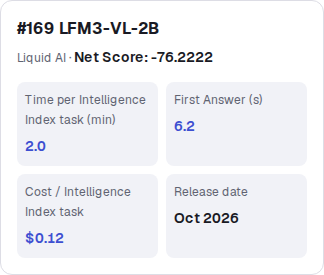 #169 LFM3-VL-2B
Liquid AI · Net Score: -76.2222
Time per Intelligence
Index task (min)
2.0
First Answer (s)
6.2
Cost / Intelligence
Index task
$0.12
Release date
Oct 2026